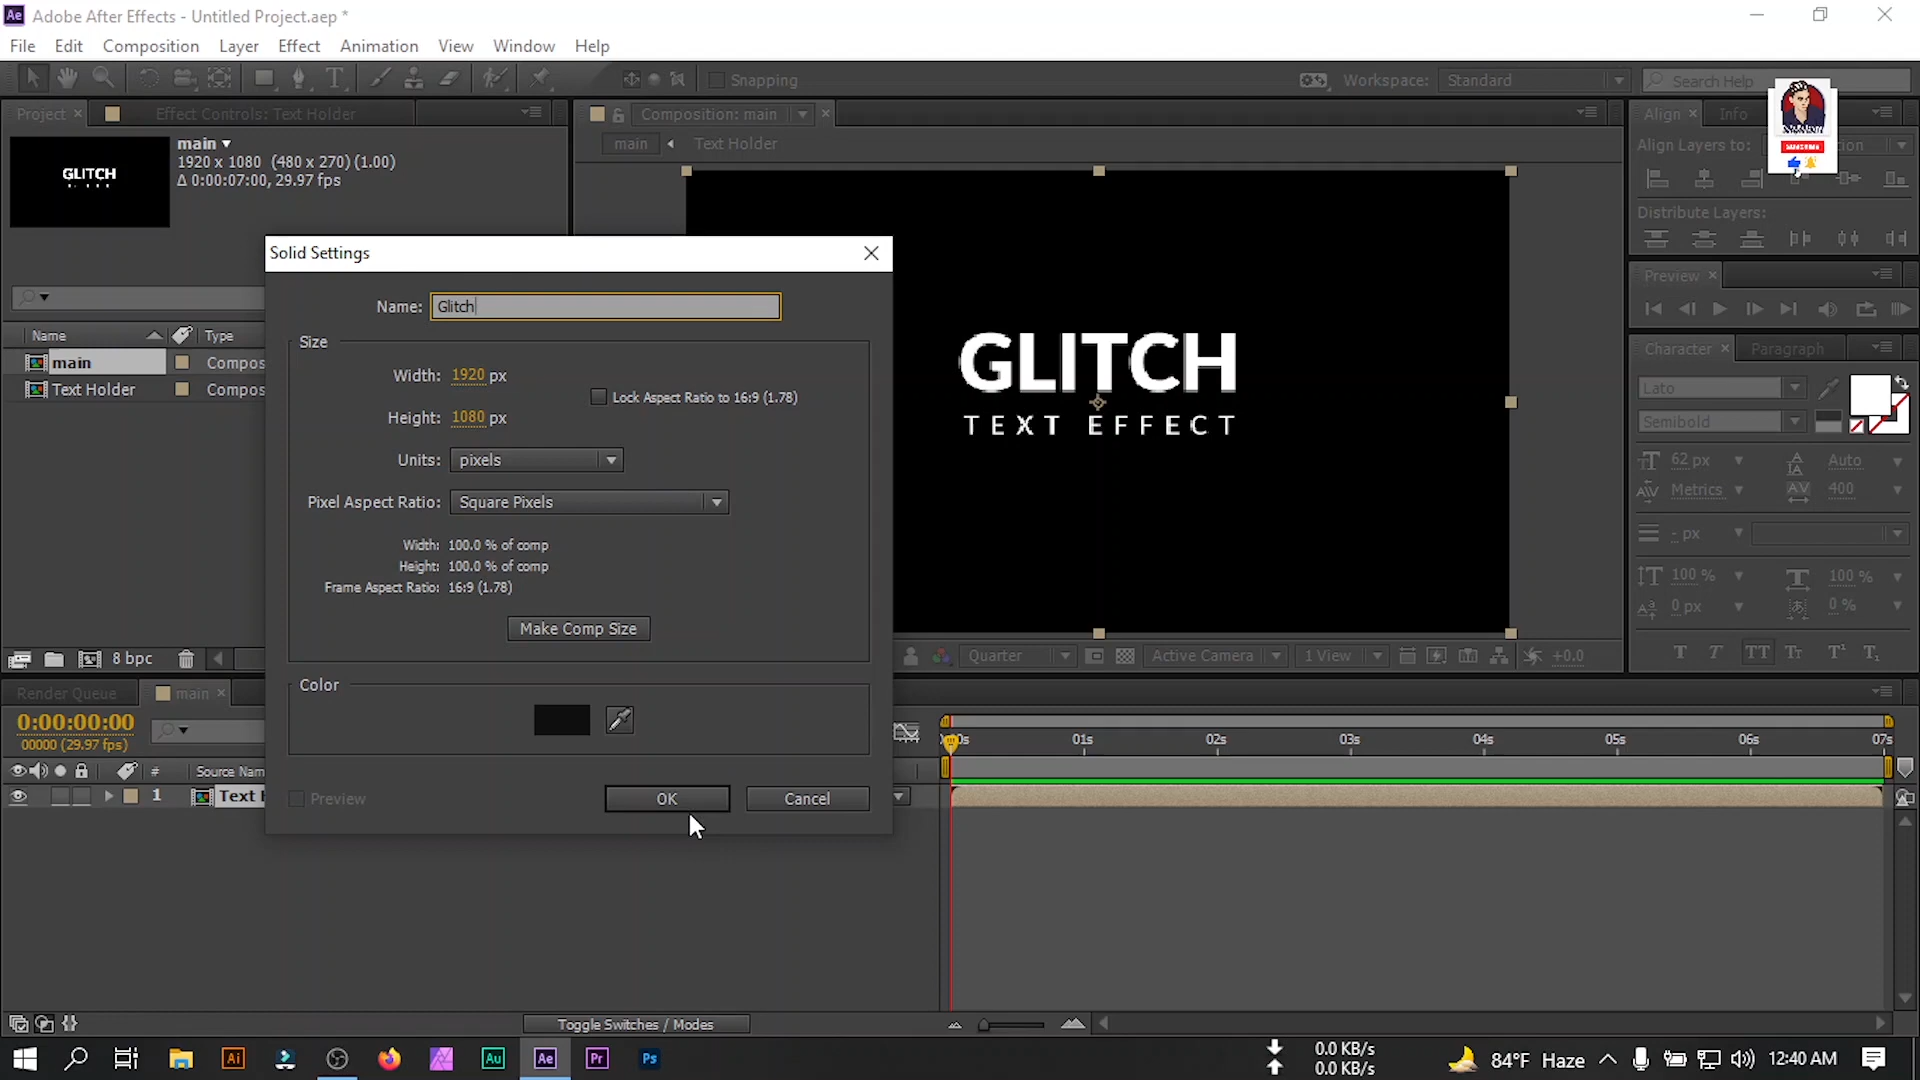 Ae Adobe After Effects - Untitled Project.aep *
File Edit Composition Layer Effect Animation View Window Help
Snapping
Workspace: Standard
Search Help
Project × Effect Controls: Text Holder
Composition: main ×
Align × Info
main
1920 x 1080 (480 x 270) (1.00)
Δ 0:00:07:00, 29.97 fps
GLITCH
main Text Holder
Align Layers to:
SUBSCRIBE
Distribute Layers:
Solid Settings
Name: Glitch
Size
Width: 1920 px
Lock Aspect Ratio to 16:9 (1.78)
Height: 1080 px
Units: pixels
Pixel Aspect Ratio: Square Pixels
Width: 100.0 % of comp
Height: 100.0 % of comp
Frame Aspect Ratio: 16:9 (1.78)
Make Comp Size
Color
Preview OK Cancel
Name Type
main Compos
Text Holder Compos
8 bpc
GLITCH
TEXT EFFECT
Quarter Active Camera 1 View +0.0
Preview ×
Character × Paragraph
Lato
Semibold
62 px Auto
Metrics 400
- px
100 % 100 %
0 px 0 %
T T TT Tr T¹ T₁
Render Queue main ×
0:00:00:00
00000 (29.97 fps)
# Source Nam
1 Text H
00s 01s 02s 03s 04s 05s 06s 07s
Toggle Switches / Modes
Ai Au Ae Pr Ps
0.0 KB/s
0.0 KB/s
84°F Haze 12:40 AM